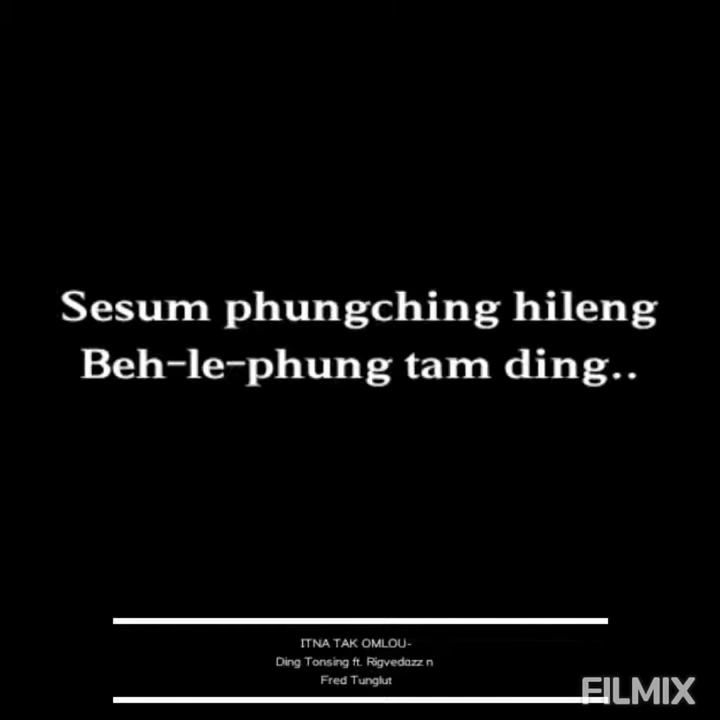 Sesum phungching hileng
Beh-le-phung tam ding..
ITNA TAK OMLOU-
Ding Tonsing ft. Rigvedazz n
Fred Tunglut
FILMIX